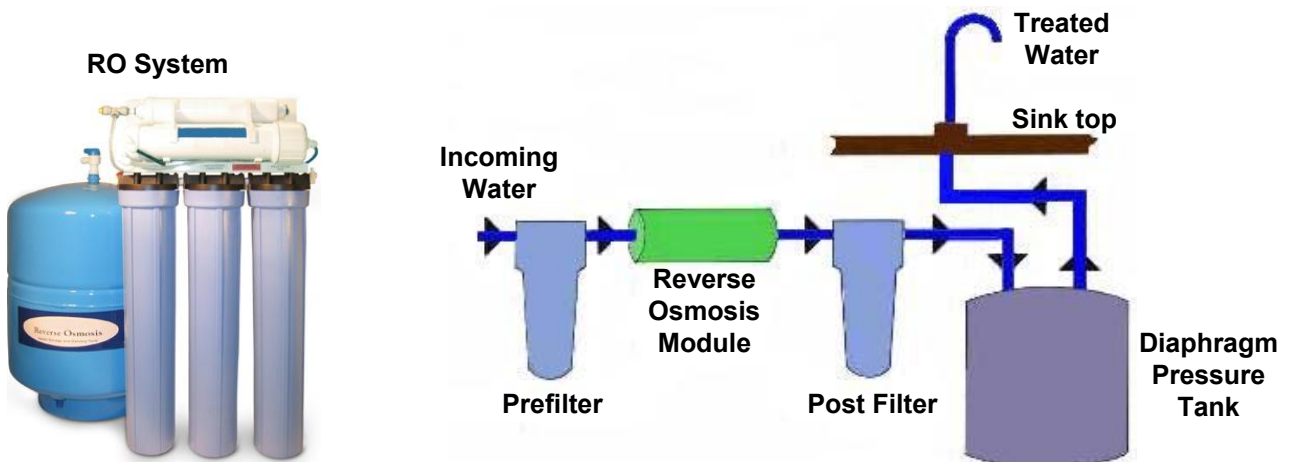 RO System
Reverse Osmosis
Incoming
Water
Prefilter
Reverse
Osmosis
Module
Post Filter
Treated
Water
Sink top
Diaphragm
Pressure
Tank